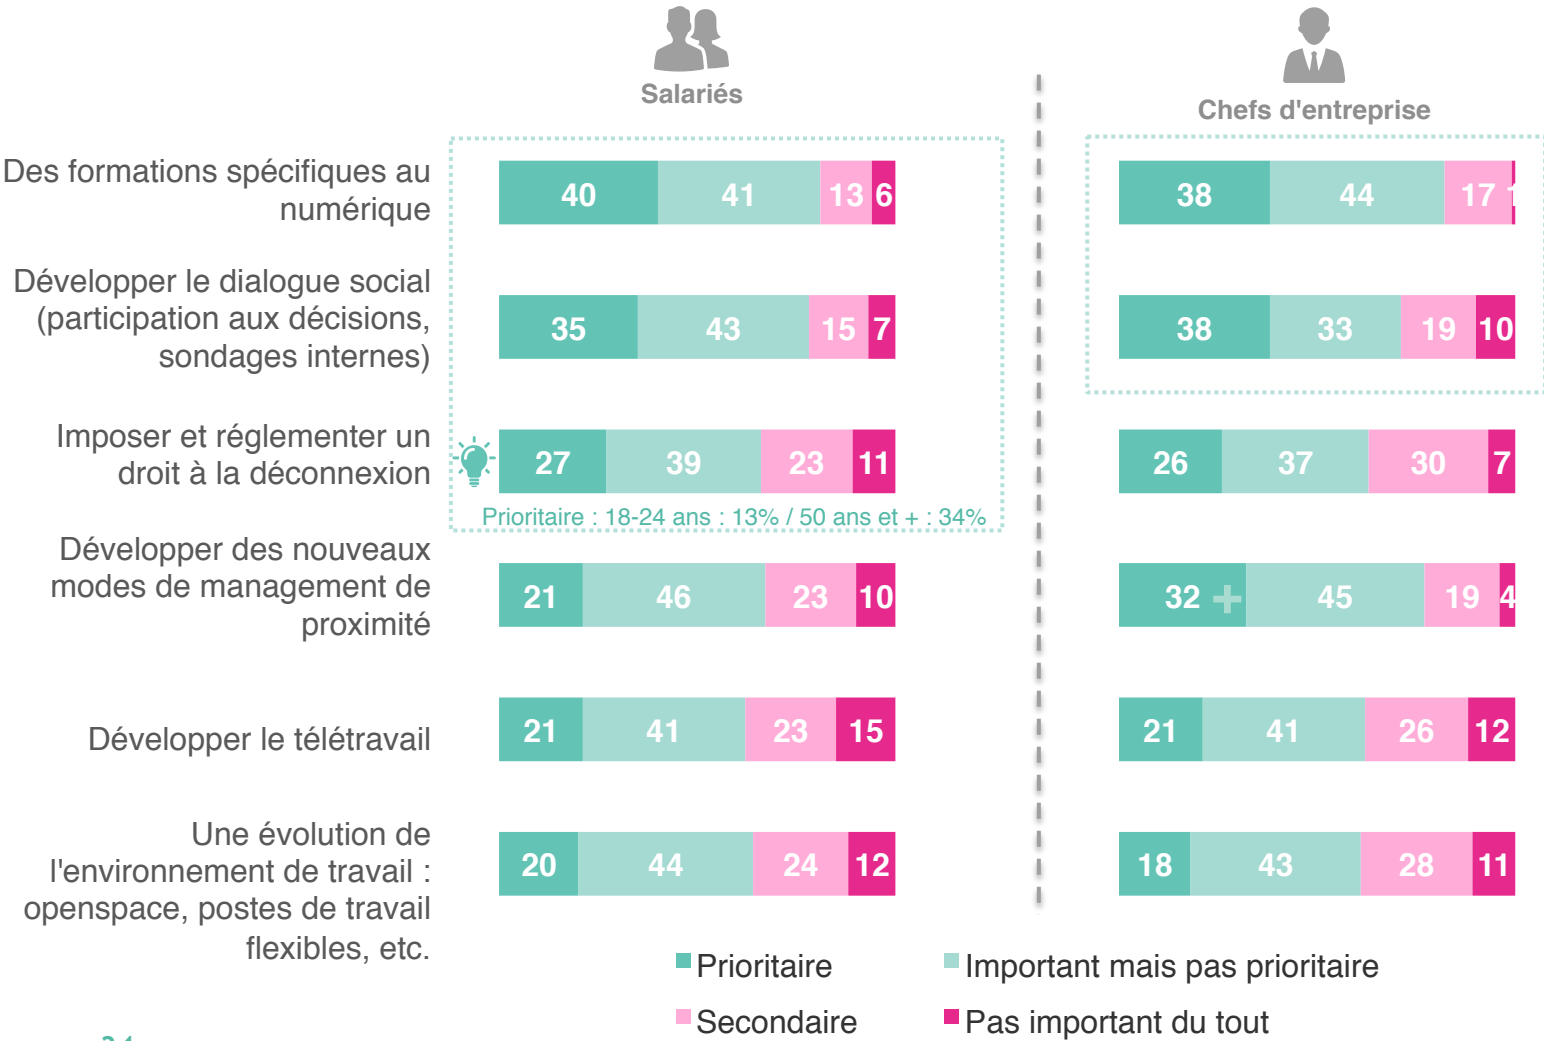 Salariés
Chefs d'entreprise
Des formations spécifiques au
numérique
40 41 13 6
38 44 17 1
Développer le dialogue social
(participation aux décisions,
sondages internes)
35 43 15 7
38 33 19 10
Imposer et réglementer un
droit à la déconnexion
27 39 23 11
26 37 30 7
Prioritaire : 18-24 ans : 13% / 50 ans et + : 34%
Développer des nouveaux
modes de management de
proximité
21 46 23 10
32 + 45 19 4
Développer le télétravail
21 41 23 15
21 41 26 12
Une évolution de
l'environnement de travail :
openspace, postes de travail
flexibles, etc.
20 44 24 12
18 43 28 11
Prioritaire
Important mais pas prioritaire
Secondaire
Pas important du tout